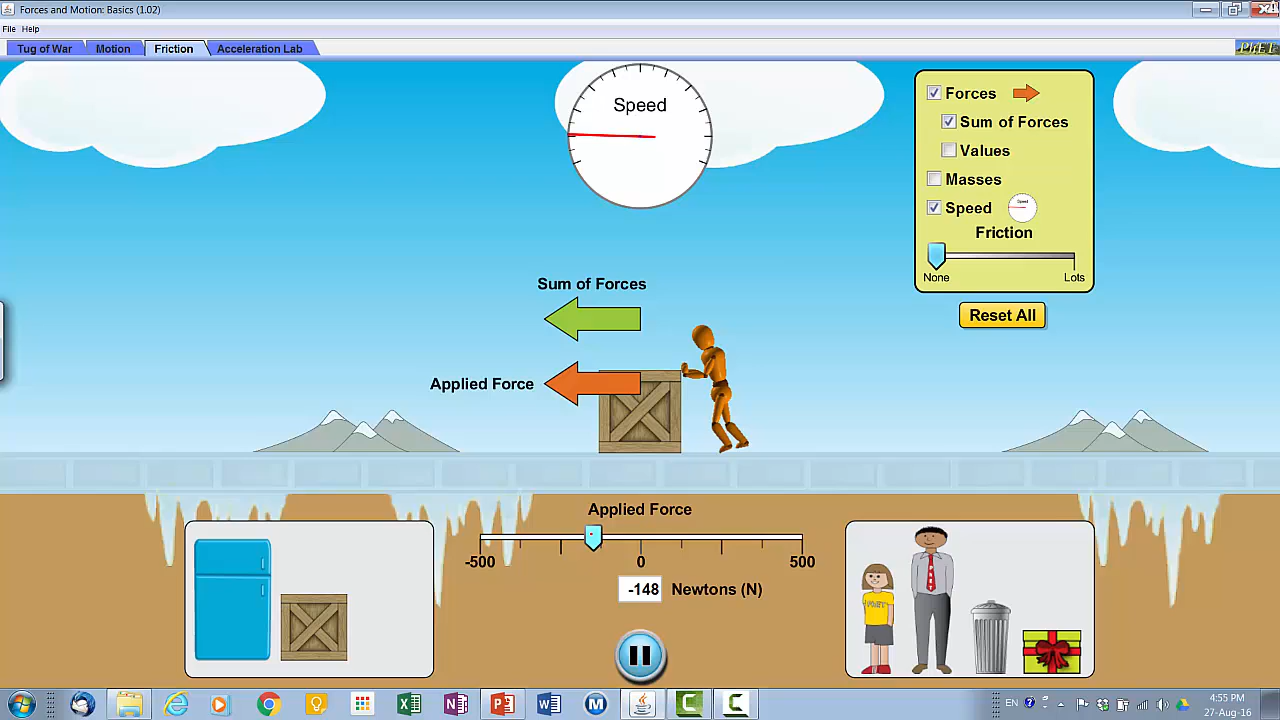 Forces and Motion: Basics (1.02)
File Help
Tug of War Motion Friction Acceleration Lab
PhET
Speed
Forces
Sum of Forces
Values
Masses
Speed
Friction
None Lots
Reset All
Sum of Forces
Applied Force
Applied Force
-500 0 500
-148 Newtons (N)
EN
4:55 PM
27-Aug-16